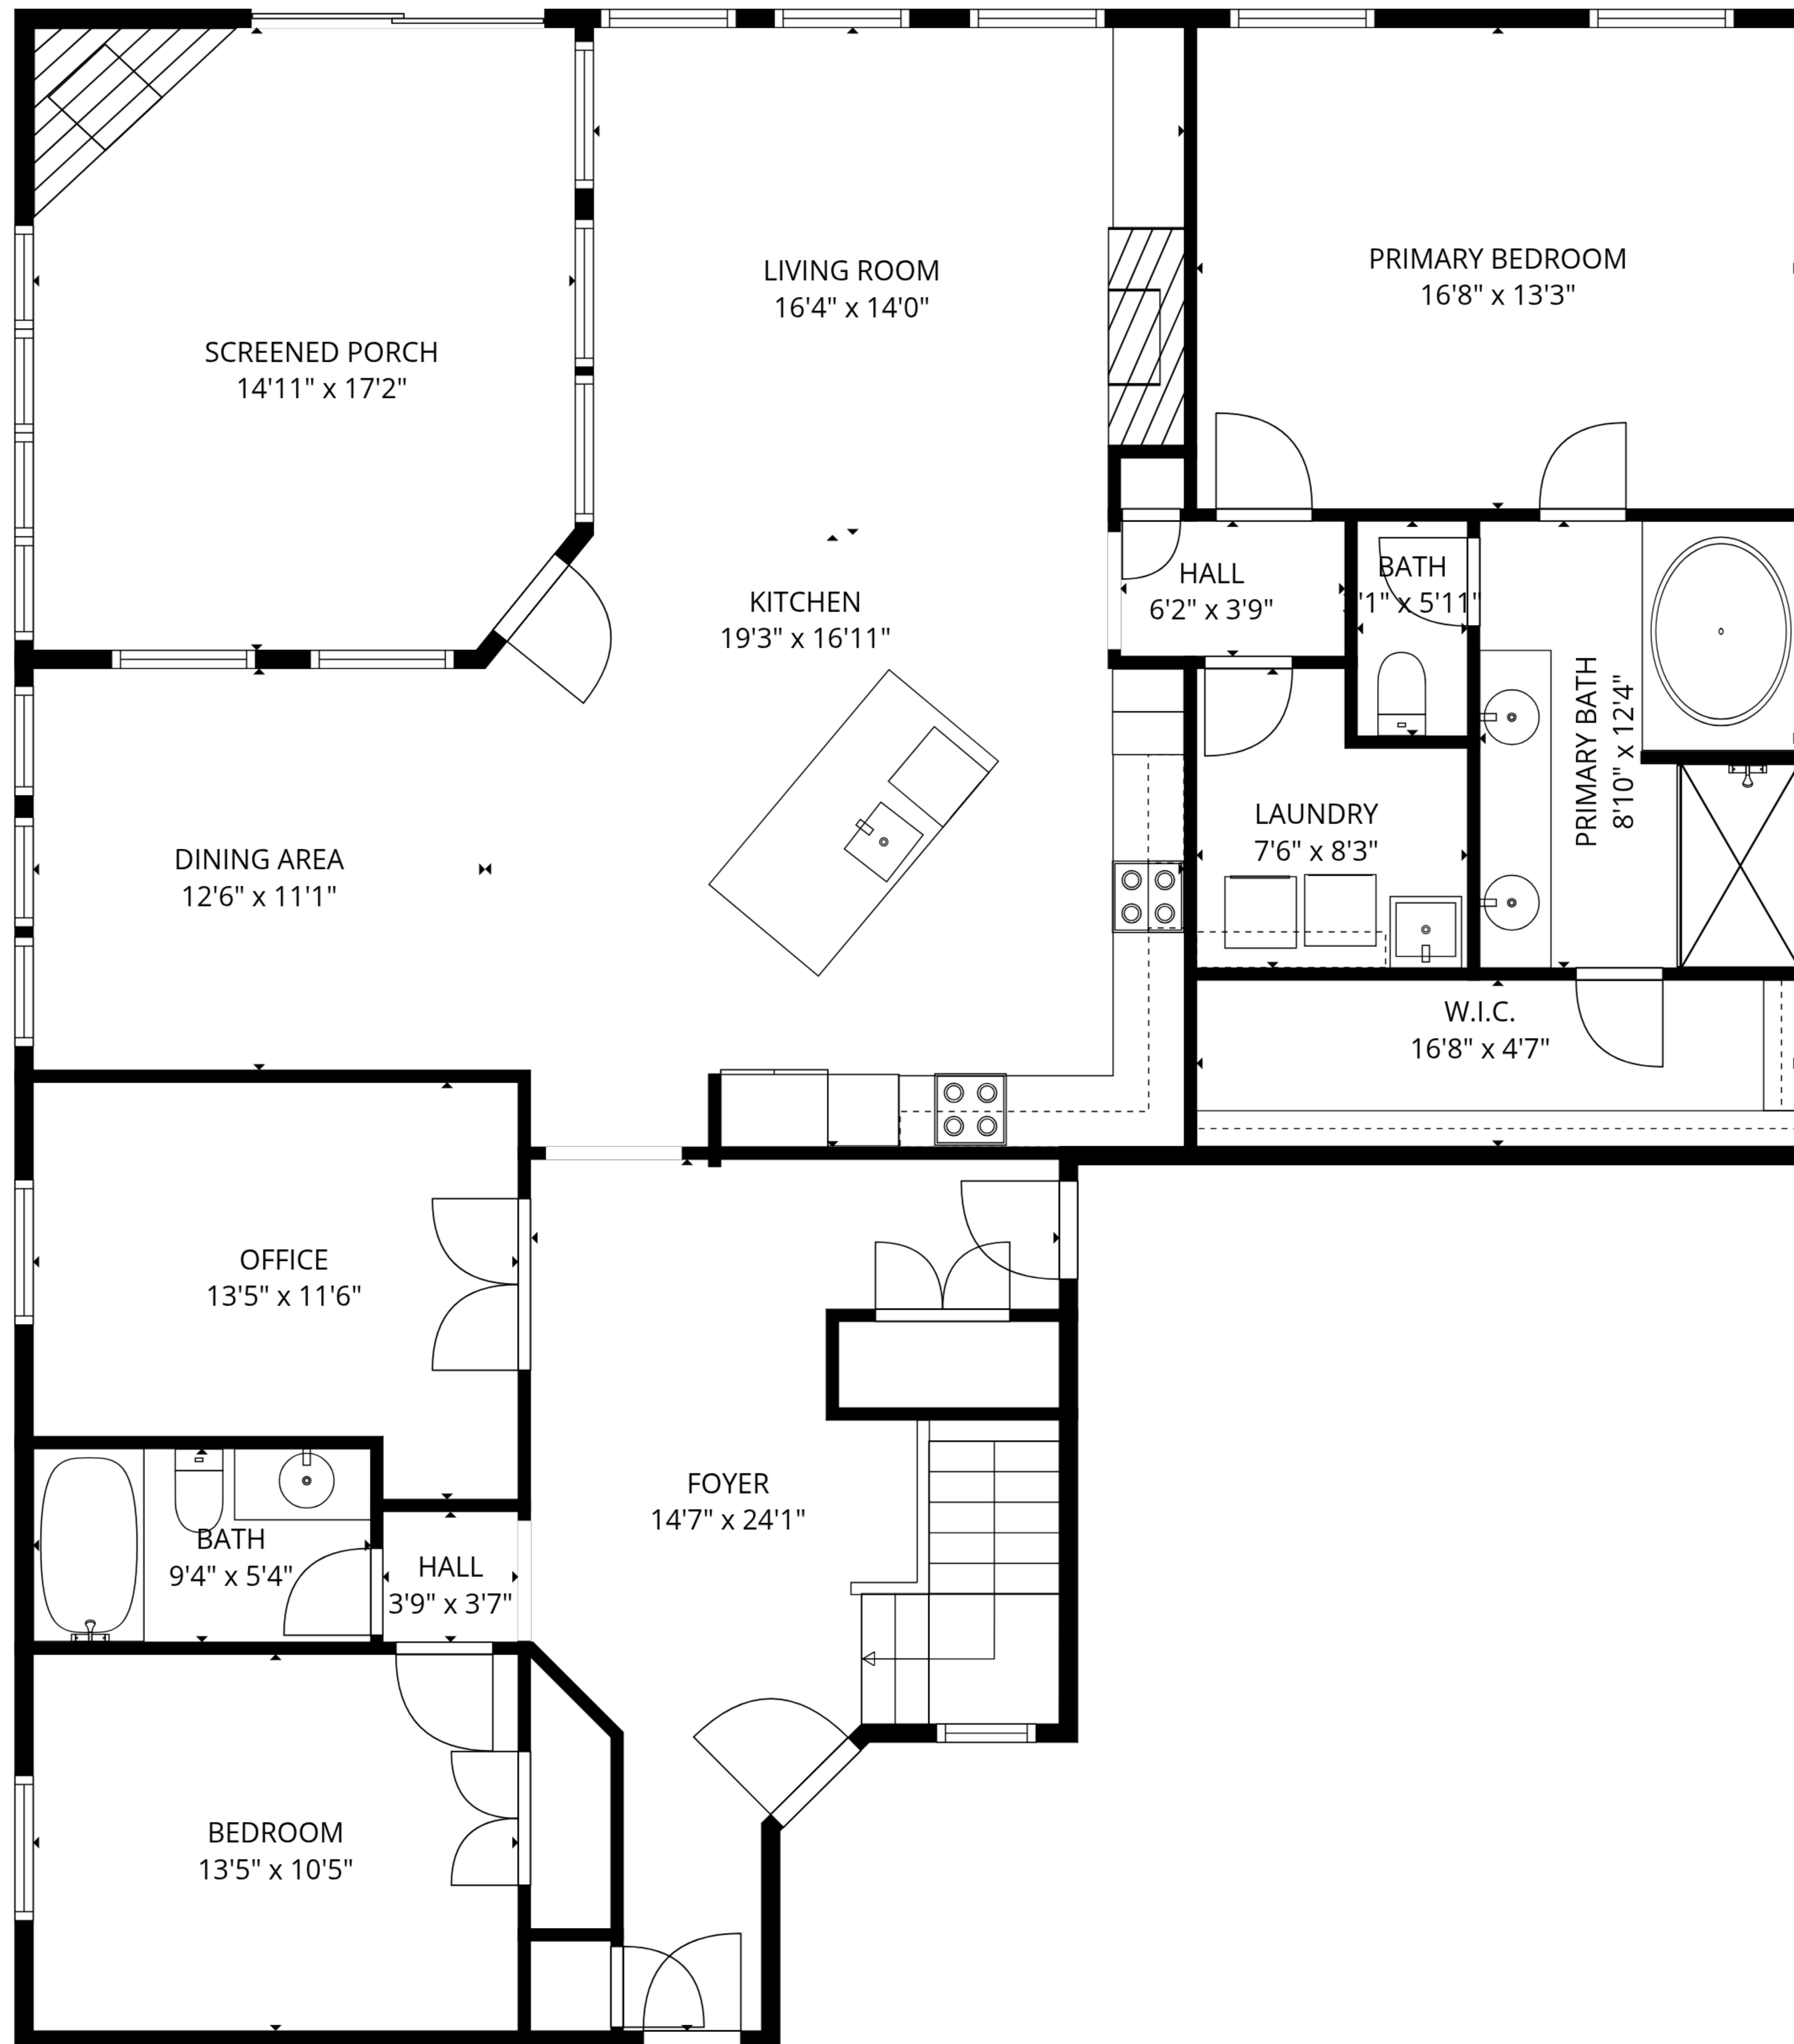 LIVING ROOM
16'4" x 14'0"
PRIMARY BEDROOM
16'8" x 13'3"
SCREENED PORCH
14'11" x 17'2"
KITCHEN
19'3" x 16'11"
HALL
6'2" x 3'9"
BATH
x 5'11"
PRIMARY BATH
8'10" x 12'4"
DINING AREA
12'6" x 11'1"
LAUNDRY
7'6" x 8'3"
W.I.C.
16'8" x 4'7"
OFFICE
13'5" x 11'6"
FOYER
14'7" x 24'1"
BATH
9'4" x 5'4"
HALL
3'9" x 3'7"
BEDROOM
13'5" x 10'5"